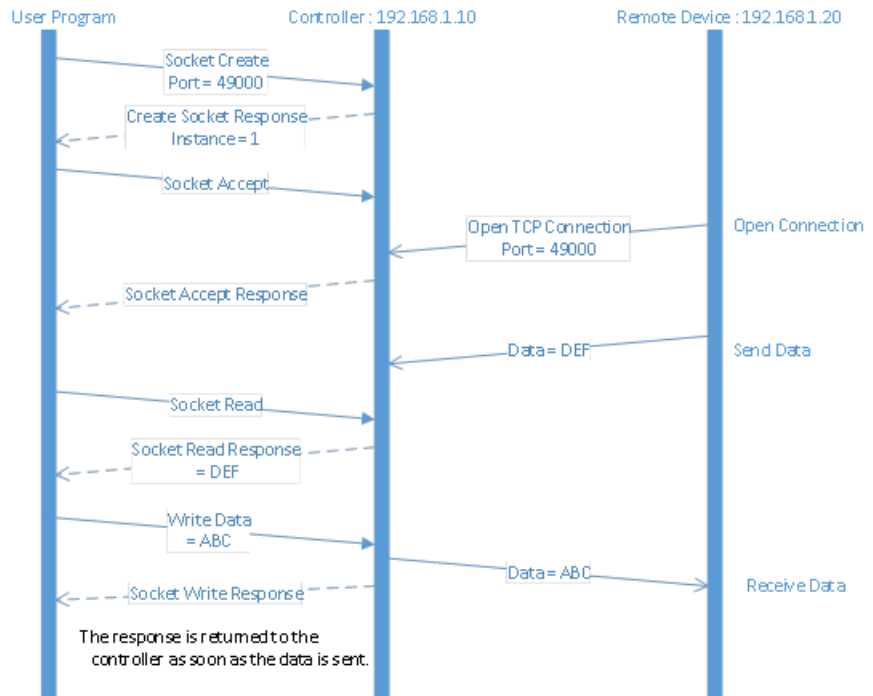 User Program
Controller : 192.168.1.10
Remote Device : 192.168.1.20
Socket Create
Port = 49000
Create Socket Response
Instance = 1
Socket Accept
Open TCP Connection
Port = 49000
Open Connection
Socket Accept Response
Data = DEF
Send Data
Socket Read
Socket Read Response
= DEF
Write Data
= ABC
Data = ABC
Receive Data
Socket Write Response
The response is returned to the
controller as soon as the data is sent.